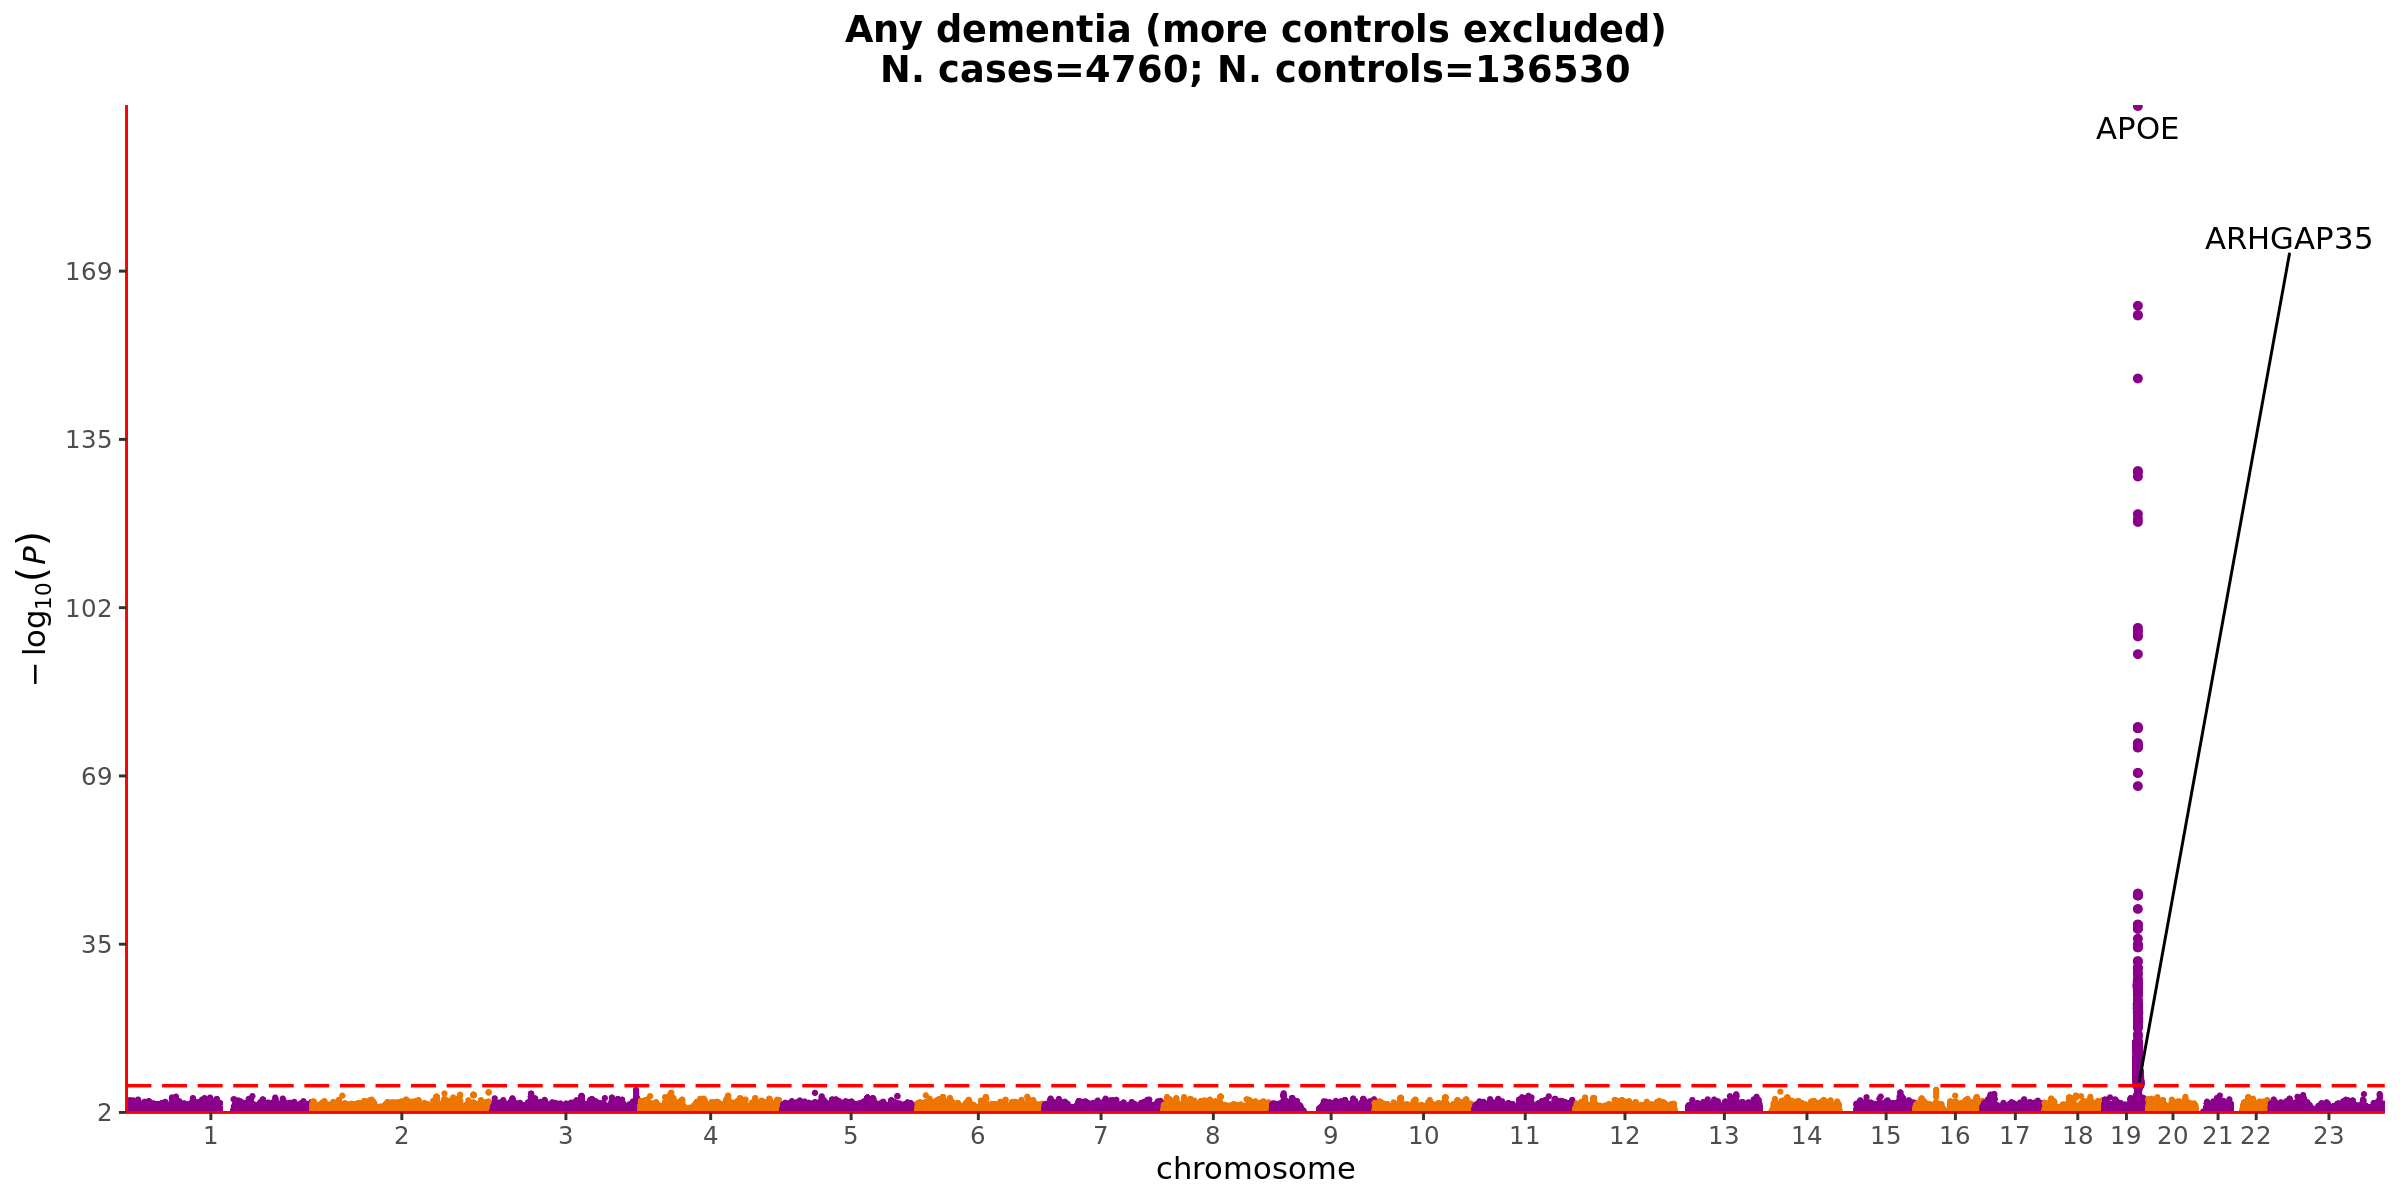 Any dementia (more controls excluded)
N. cases=4760; N. controls=136530
APOE
ARHGAP35
169
135
102
69
35
2
− log10(P)
1 2 3 4 5 6 7 8 9 10 11 12 13 14 15 16 17 18 19 20 21 22 23
chromosome